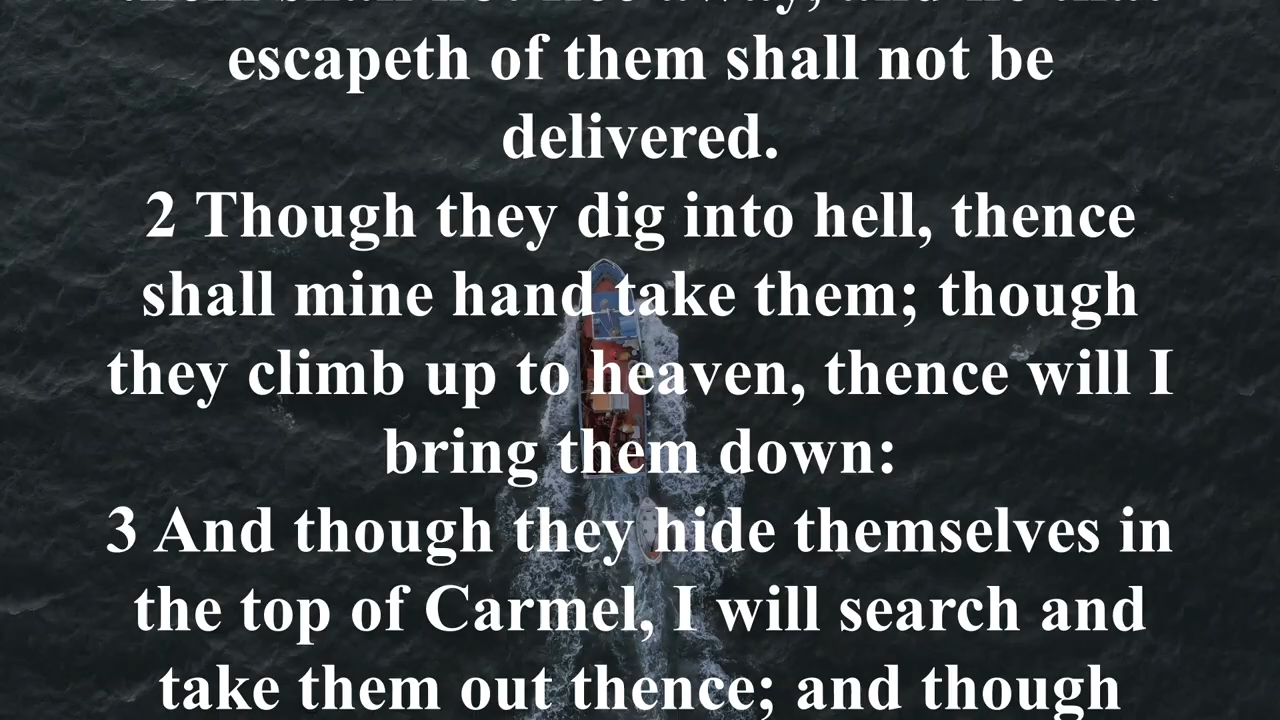 escapeth of them shall not be
delivered.
2 Though they dig into hell, thence
shall mine hand take them; though
they climb up to heaven, thence will I
bring them down:
3 And though they hide themselves in
the top of Carmel, I will search and
take them out thence; and though